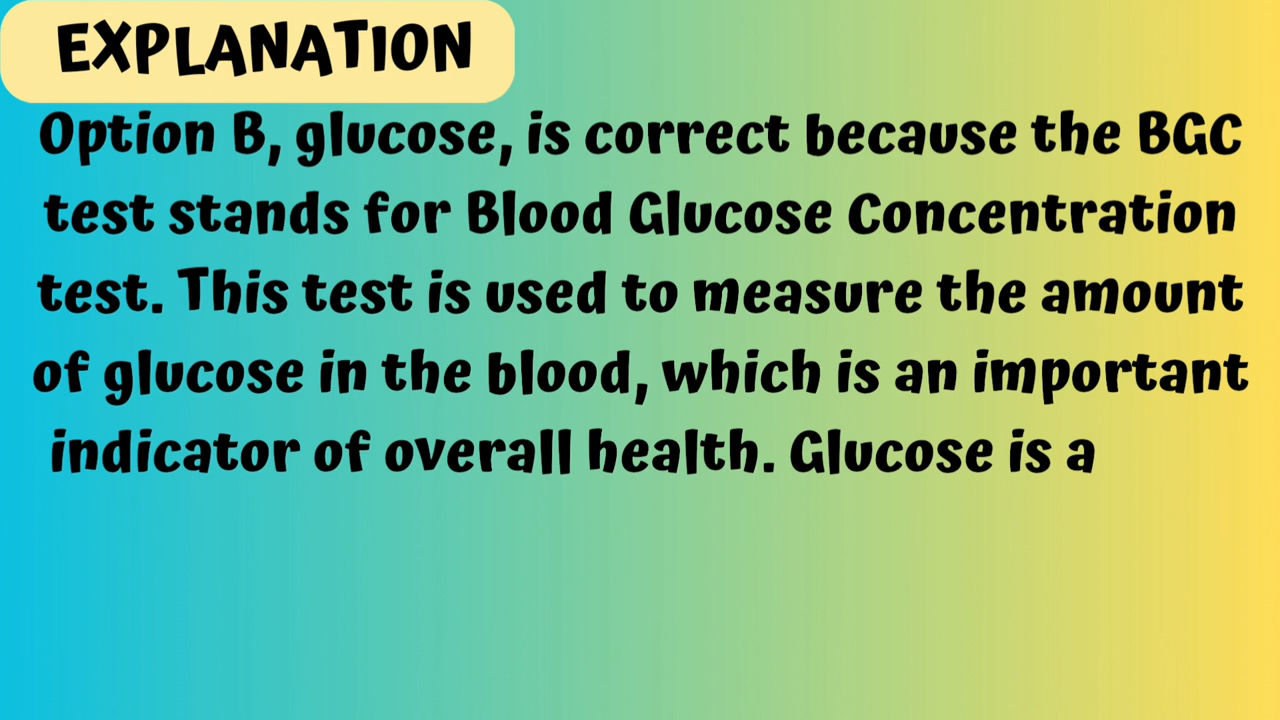 EXPLANATION
Option B, glucose, is correct because the BGC
test stands for Blood Glucose Concentration
test. This test is used to measure the amount
of glucose in the blood, which is an important
indicator of overall health. Glucose is a